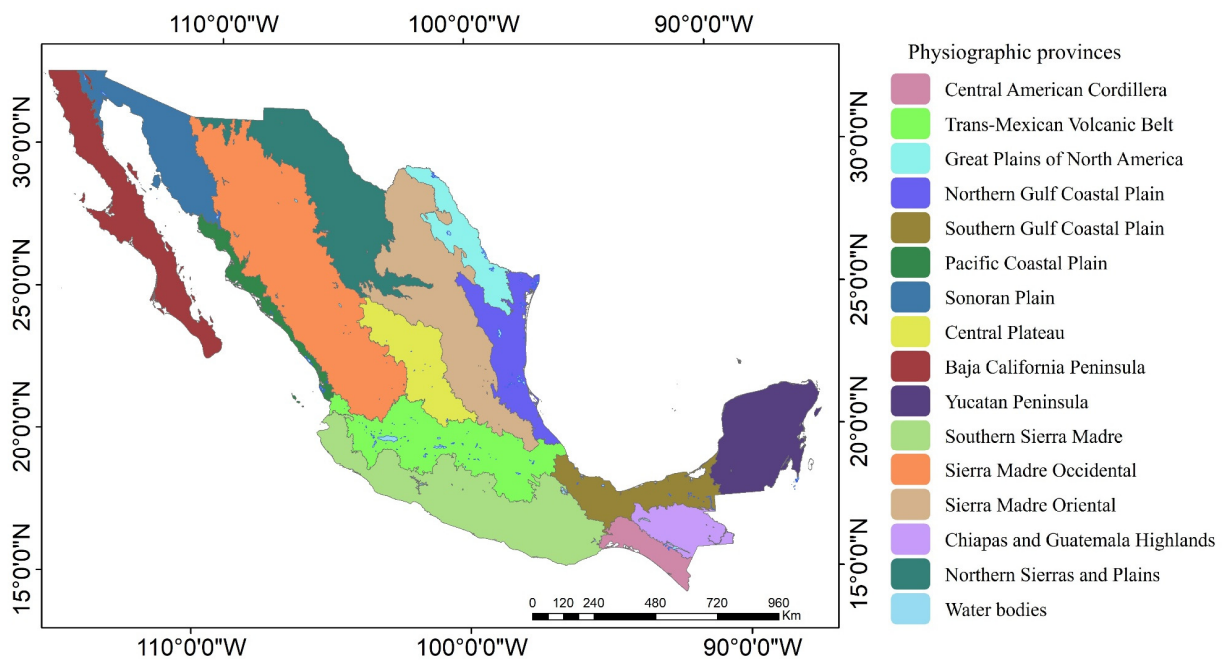 110°0'0"W 100°0'0"W 90°0'0"W
30°0'0"N
25°0'0"N
20°0'0"N
15°0'0"N
30°0'0"N
25°0'0"N
20°0'0"N
15°0'0"N
0 120 240 480 720 960
Km
110°0'0"W 100°0'0"W 90°0'0"W
Physiographic provinces
Central American Cordillera
Trans-Mexican Volcanic Belt
Great Plains of North America
Northern Gulf Coastal Plain
Southern Gulf Coastal Plain
Pacific Coastal Plain
Sonoran Plain
Central Plateau
Baja California Peninsula
Yucatan Peninsula
Southern Sierra Madre
Sierra Madre Occidental
Sierra Madre Oriental
Chiapas and Guatemala Highlands
Northern Sierras and Plains
Water bodies